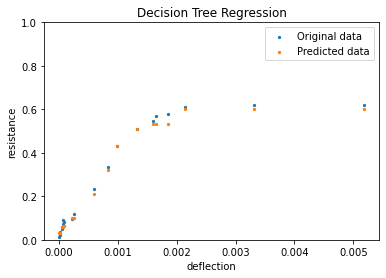 Decision Tree Regression
1.0
Original data
Predicted data
0.8
0.6
resistance
0.4
0.2
0.0
0.000 0.001 0.002 0.003 0.004 0.005
deflection